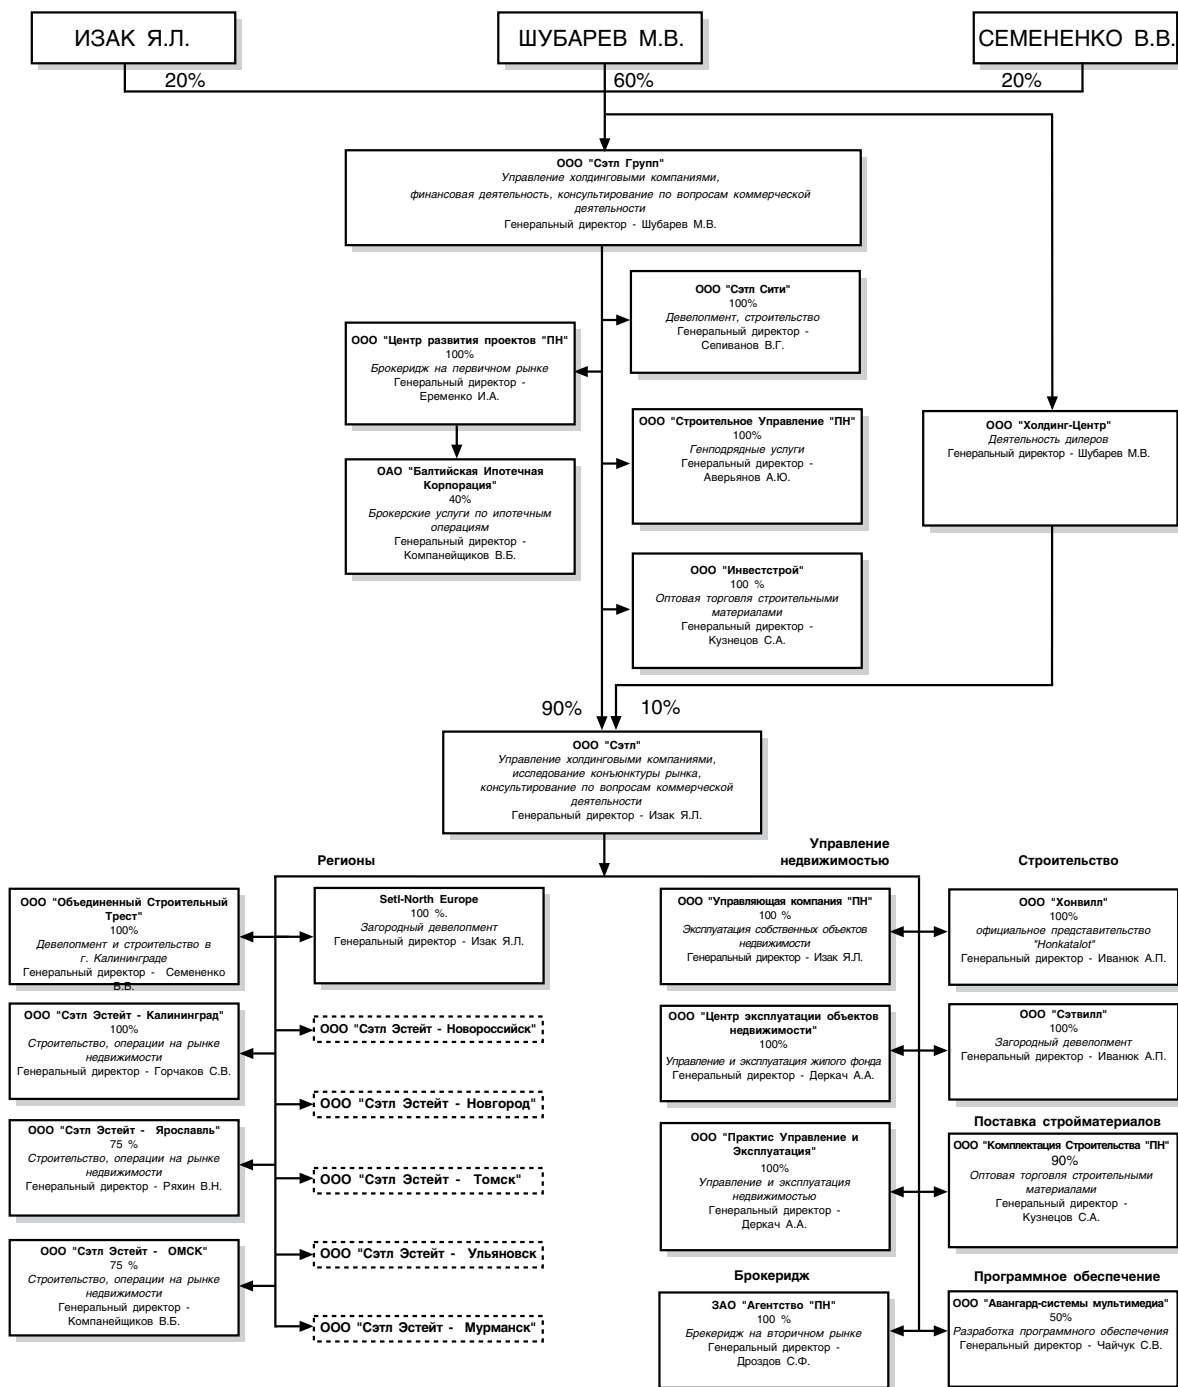 ИЗАК Я.Л.
ШУБАРЕВ М.В.
СЕМЕНЕНКО В.В.
20%
60%
20%
ООО "Сэтл Групп"
Управление холдинговыми компаниями,
финансовая деятельность, консультирование по вопросам коммерческой
деятельности
Генеральный директор - Шубарев М.В.
ООО "Сэтл Сити"
100%
Девелопмент, строительство
Генеральный директор -
Селиванов В.Г.
ООО "Центр развития проектов "ПН"
100%
Брокеридж на первичном рынке
Генеральный директор -
Еременко И.А.
ООО "Строительное Управление "ПН"
100%
Генподрядные услуги
Генеральный директор -
Аверьянов А.Ю.
ООО "Холдинг-Центр"
Деятельность дилеров
Генеральный директор - Шубарев М.В.
ОАО "Балтийская Ипотечная
Корпорация"
40%
Брокерские услуги по ипотечным
операциям
Генеральный директор -
Компанейщиков В.Б.
ООО "Инвестстрой"
100 %
Оптовая торговля строительными
материалами
Генеральный директор -
Кузнецов С.А.
90%
10%
ООО "Сэтл"
Управление холдинговыми компаниями,
исследование конъюнктуры рынка,
консультирование по вопросам коммерческой
деятельности
Генеральный директор - Изак Я.Л.
Регионы
Управление
недвижимостью
Строительство
ООО "Объединенный Строительный
Трест"
100%
Девелопмент и строительство в
г. Калининграде
Генеральный директор - Семененко
В.В.
Setl-North Europe
100 %.
Загородный девелопмент
Генеральный директор - Изак Я.Л.
ООО "Управляющая компания "ПН"
100 %
Эксплуатация собственных объектов
недвижимости
Генеральный директор - Изак Я.Л.
ООО "Хонвилл"
100%
официальное представительство
"Honkatalot"
Генеральный директор - Иванюк А.П.
ООО "Сэтл Эстейт - Калининград"
100%
Строительство, операции на рынке
недвижимости
Генеральный директор - Горчаков С.В.
ООО "Сэтл Эстейт - Новороссийск"
ООО "Центр эксплуатации объектов
недвижимости"
100%
Управление и эксплуатация жилого фонда
Генеральный директор - Деркач А.А.
ООО "Сэтвилл"
100%
Загородный девелопмент
Генеральный директор - Иванюк А.П.
ООО "Сэтл Эстейт - Новгород"
ООО "Сэтл Эстейт - Ярославль"
75 %
Строительство, операции на рынке
недвижимости
Генеральный директор - Ряхин В.Н.
ООО "Сэтл Эстейт - Томск"
ООО "Практис Управление и
Эксплуатация"
100%
Управление и эксплуатация
недвижимостью
Генеральный директор -
Деркач А.А.
Поставка стройматериалов
ООО "Комплектация Строительства "ПН"
90%
Оптовая торговля строительными
материалами
Генеральный директор -
Кузнецов С.А.
ООО "Сэтл Эстейт - ОМСК"
75 %
Строительство, операции на рынке
недвижимости
Генеральный директор -
Компанейщиков В.Б.
ООО "Сэтл Эстейт - Ульяновск
ООО "Сэтл Эстейт - Мурманск"
Брокеридж
ЗАО "Агентство "ПН"
100 %
Брекеридж на вторичном рынке
Генеральный директор -
Дроздов С.Ф.
Программное обеспечение
ООО "Авангард-системы мультимедиа"
50%
Разработка программного обеспечения
Генеральный директор - Чайчук С.В.